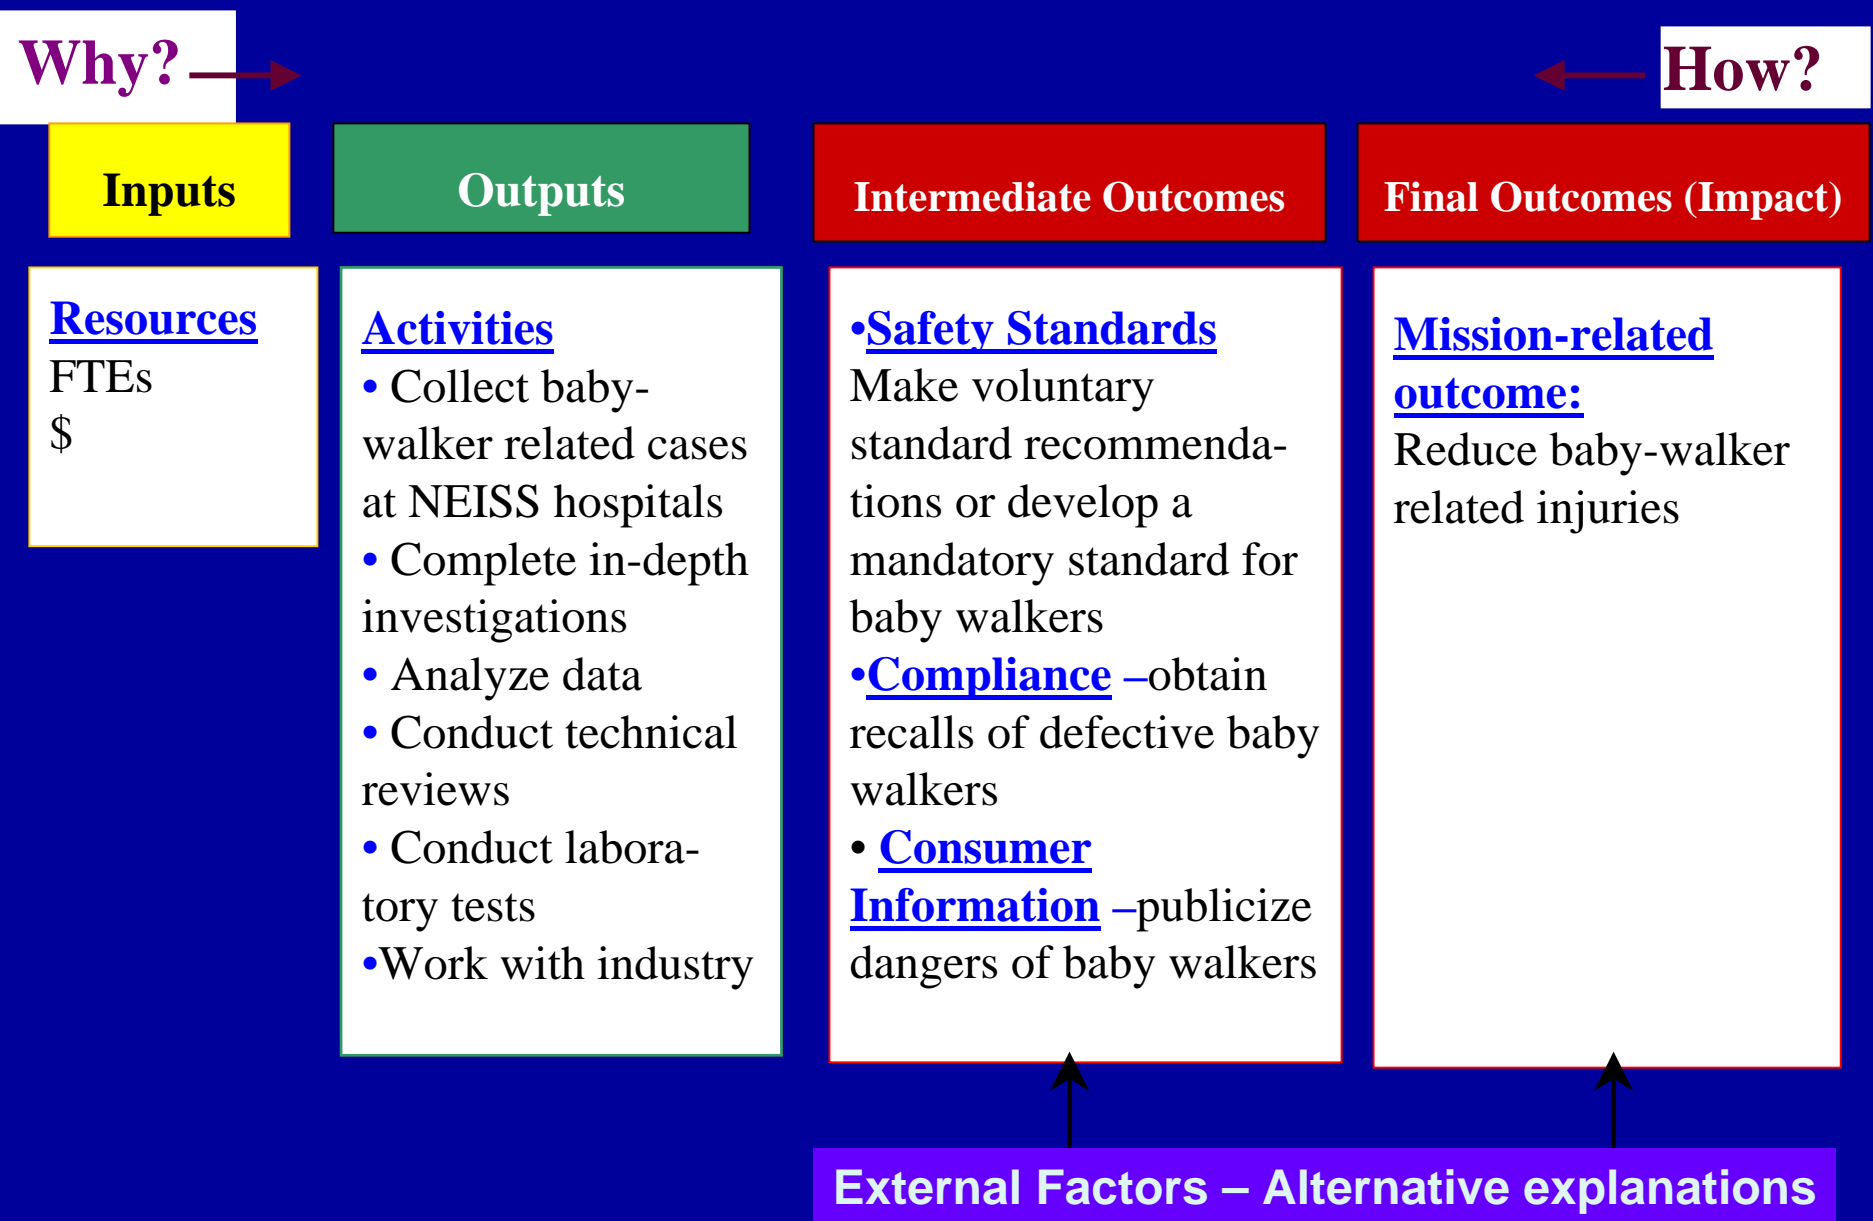 Why?
How?
Inputs
Outputs
Intermediate Outcomes
Final Outcomes (Impact)
Resources
FTEs
$
Activities
• Collect baby-
walker related cases
at NEISS hospitals
• Complete in-depth
investigations
• Analyze data
• Conduct technical
reviews
• Conduct labora-
tory tests
•Work with industry
•Safety Standards
Make voluntary
standard recommenda-
tions or develop a
mandatory standard for
baby walkers
•Compliance –obtain
recalls of defective baby
walkers
• Consumer
Information –publicize
dangers of baby walkers
Mission-related
outcome:
Reduce baby-walker
related injuries
External Factors – Alternative explanations